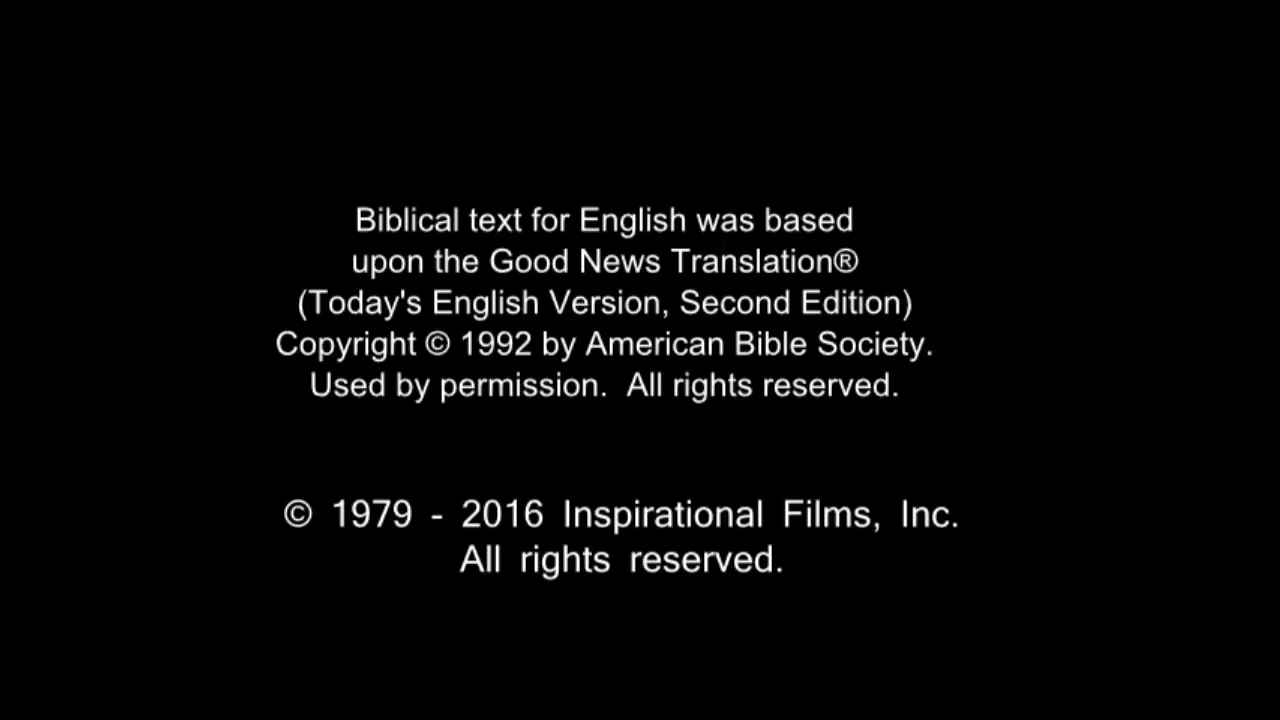 Biblical text for English was based
upon the Good News Translation®
(Today's English Version, Second Edition)
Copyright © 1992 by American Bible Society.
Used by permission.  All rights reserved.
© 1979 - 2016 Inspirational Films, Inc.
All rights reserved.